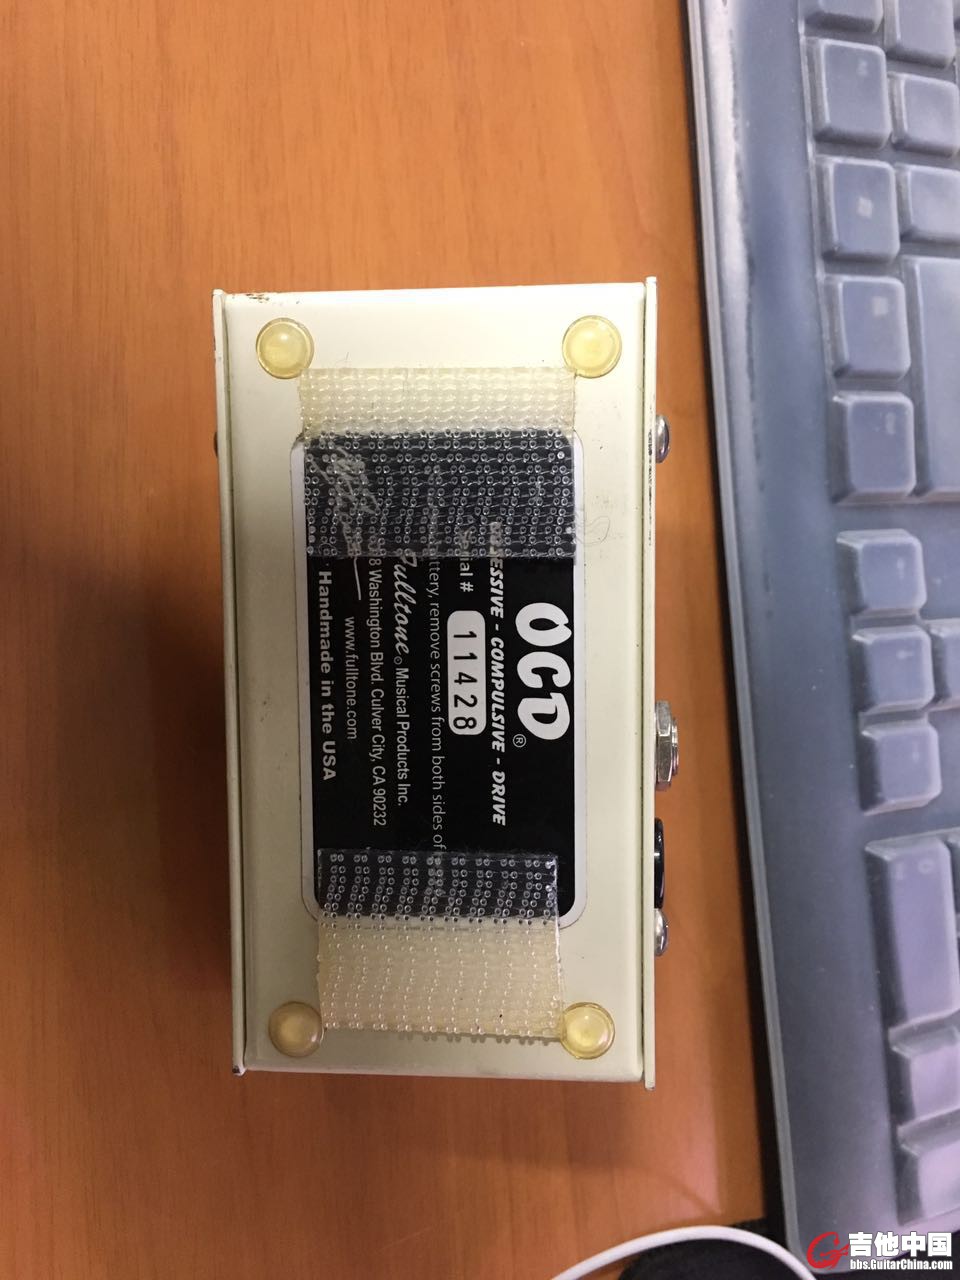 OCD®
ESSIVE - COMPULSIVE - DRIVE
Serial # 11428
ttery, remove screws from both sides of
Fulltone® Musical Products Inc.
8 Washington Blvd. Culver City, CA 90232
www.fulltone.com
Handmade in the USA
吉他中国
bbs.GuitarChina.com